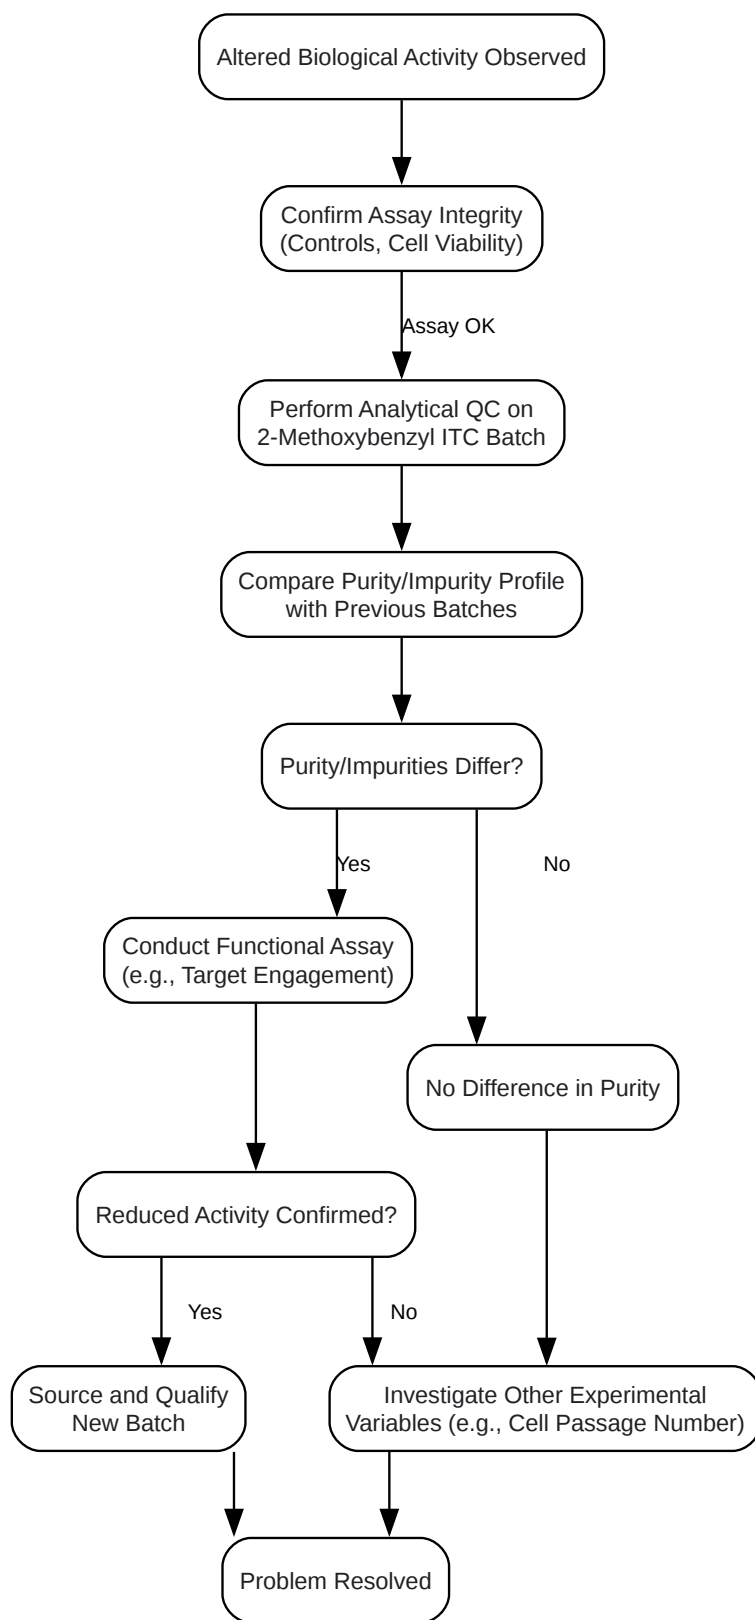 Altered Biological Activity Observed
Confirm Assay Integrity
(Controls, Cell Viability)
Assay OK
Perform Analytical QC on
2-Methoxybenzyl ITC Batch
Compare Purity/Impurity Profile
with Previous Batches
Purity/Impurities Differ?
Yes
No
Conduct Functional Assay
(e.g., Target Engagement)
No Difference in Purity
Reduced Activity Confirmed?
Yes
No
Source and Qualify
New Batch
Investigate Other Experimental
Variables (e.g., Cell Passage Number)
Problem Resolved